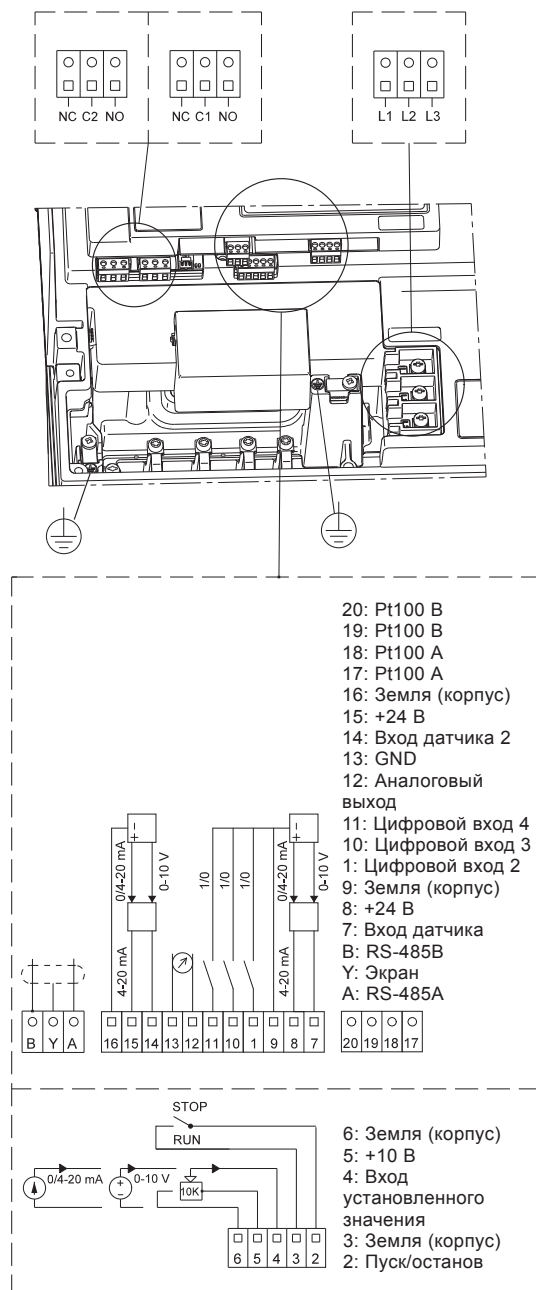 NC C2 NO
NC C1 NO
L1 L2 L3
20: Pt100 B
19: Pt100 B
18: Pt100 A
17: Pt100 A
16: Земля (корпус)
15: +24 В
14: Вход датчика 2
13: GND
12: Аналоговый
выход
11: Цифровой вход 4
10: Цифровой вход 3
1: Цифровой вход 2
9: Земля (корпус)
8: +24 В
7: Вход датчика
B: RS-485B
Y: Экран
A: RS-485A
- +
0/4-20 mA
0-10 V
4-20 mA
1/0
1/0
1/0
- +
0/4-20 mA
0-10 V
4-20 mA
B Y A
16 15 14 13 12 11 10 1 9 8 7
20 19 18 17
STOP
RUN
0/4-20 mA
+ -
0-10 V
10K
6 5 4 3 2
6: Земля (корпус)
5: +10 В
4: Вход
установленного
значения
3: Земля (корпус)
2: Пуск/останов